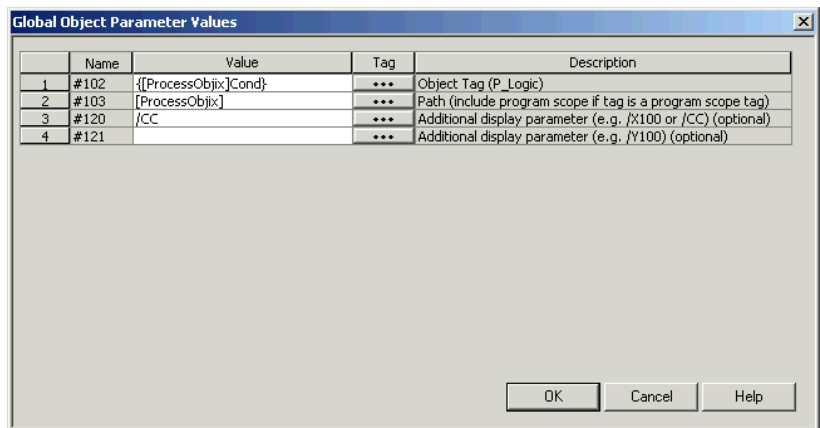 Global Object Parameter Values
Name Value Tag Description
1 #102 {[ProcessObjix]Cond} ••• Object Tag (P_Logic)
2 #103 [ProcessObjix] ••• Path (include program scope if tag is a program scope tag)
3 #120 /CC ••• Additional display parameter (e.g. /X100 or /CC) (optional)
4 #121 ••• Additional display parameter (e.g. /Y100) (optional)
OK Cancel Help